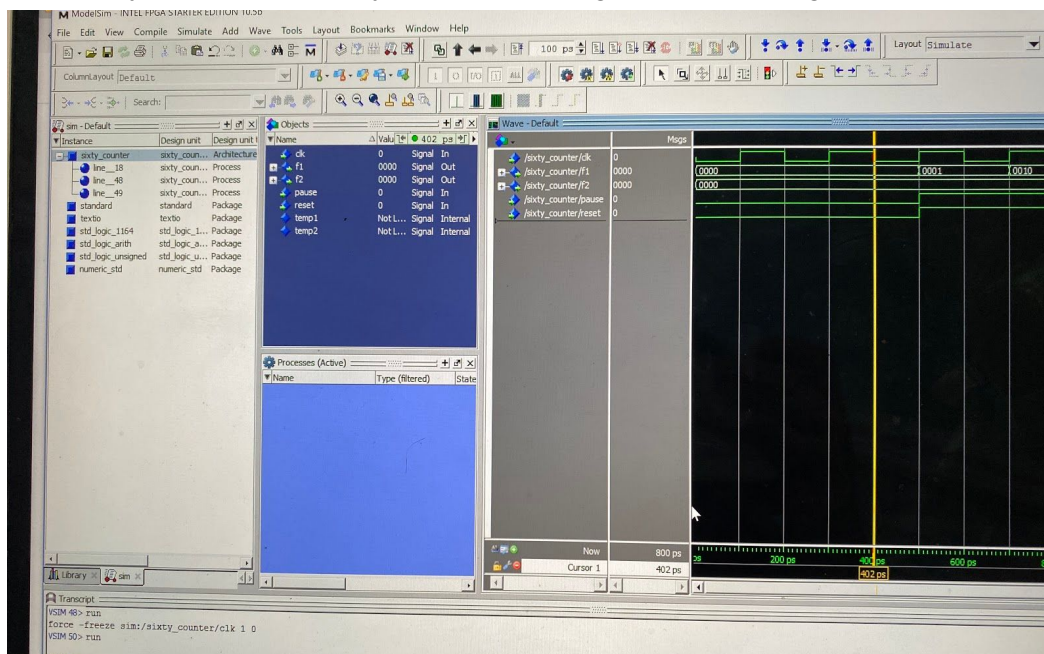 ModelSim - INTEL FPGA STARTER EDITION 10.5b
File Edit View Compile Simulate Add Wave Tools Layout Bookmarks Window Help
100 ps
Layout Simulate
ColumnLayout Default
Search:
sim - Default
Instance Design unit Design unit
sixty_counter sixty_coun... Architecture
line__18 sixty_coun... Process
line__48 sixty_coun... Process
line__49 sixty_coun... Process
standard standard Package
textio textio Package
std_logic_1164 std_logic_1... Package
std_logic_arith std_logic_a... Package
std_logic_unsigned std_logic_u... Package
numeric_std numeric_std Package
Library sim
Objects
Name Valu 402 ps
clk 0 Signal In
f1 0000 Signal Out
f2 0000 Signal Out
pause 0 Signal In
reset 0 Signal In
temp1 Not L... Signal Internal
temp2 Not L... Signal Internal
Processes (Active)
Name Type (filtered) State
Wave - Default
Msgs
/sixty_counter/clk 0
/sixty_counter/f1 0000 0000 0001 0010
/sixty_counter/f2 0000 0000
/sixty_counter/pause 0
/sixty_counter/reset 0
Now 800 ps
200 ps 400 ps 600 ps
Cursor 1 402 ps
402 ps
Transcript
VSIM 48> run
force -freeze sim:/sixty_counter/clk 1 0
VSIM 50> run